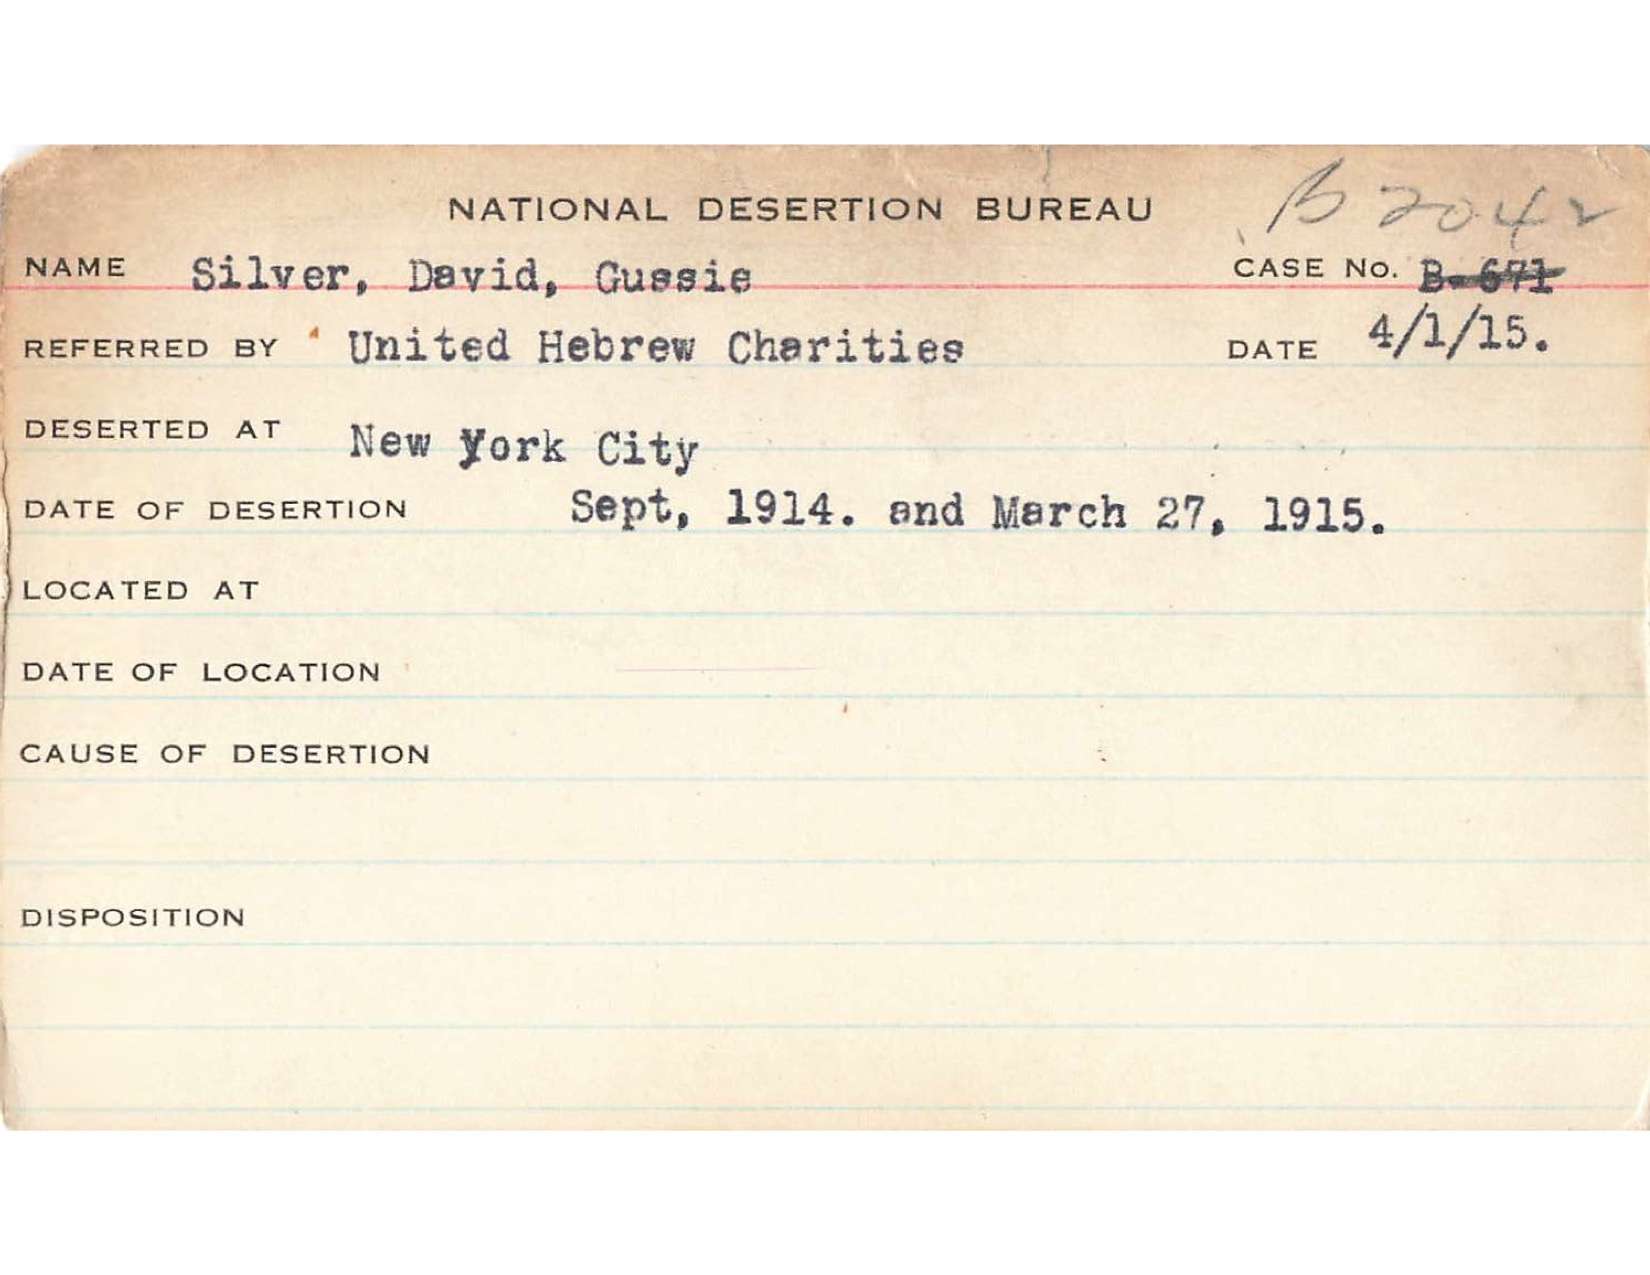 NATIONAL DESERTION BUREAU B 2042
NAME Silver, David, Gussie CASE No. B-671
REFERRED BY United Hebrew Charities DATE 4/1/15.
DESERTED AT New York City
DATE OF DESERTION Sept, 1914. and March 27, 1915.
LOCATED AT
DATE OF LOCATION
CAUSE OF DESERTION
DISPOSITION